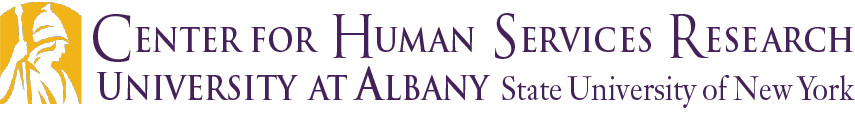 Center for Human Services Research
University at Albany State University of New York